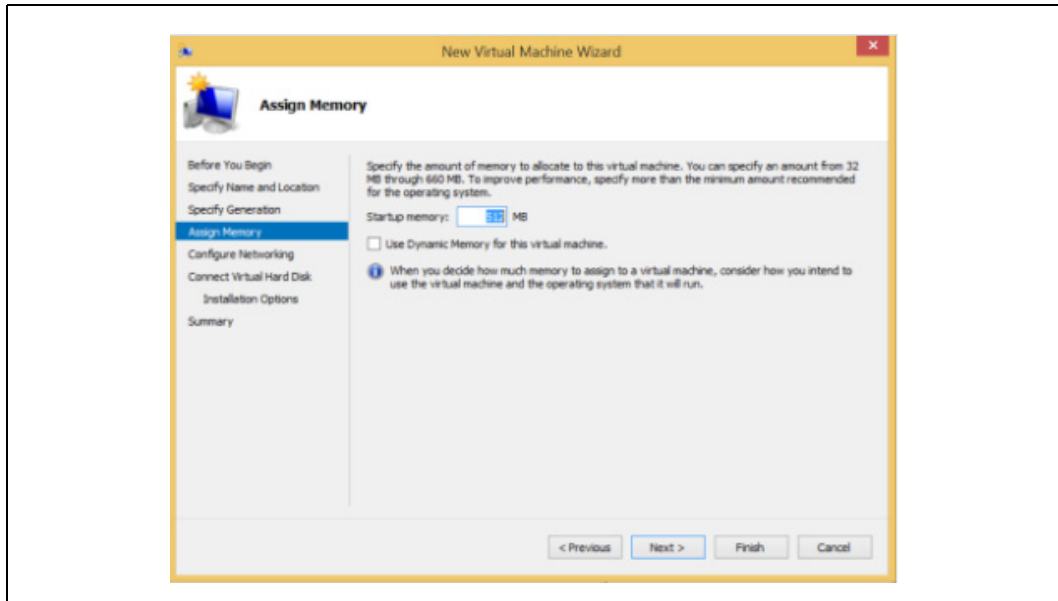 New Virtual Machine Wizard
Assign Memory
Before You Begin
Specify Name and Location
Specify Generation
Assign Memory
Configure Networking
Connect Virtual Hard Disk
Installation Options
Summary
Specify the amount of memory to allocate to this virtual machine. You can specify an amount from 32
MB through 660 MB. To improve performance, specify more than the minimum amount recommended
for the operating system.
Startup memory: 512 MB
Use Dynamic Memory for this virtual machine.
When you decide how much memory to assign to a virtual machine, consider how you intend to
use the virtual machine and the operating system that it will run.
< Previous Next > Finish Cancel